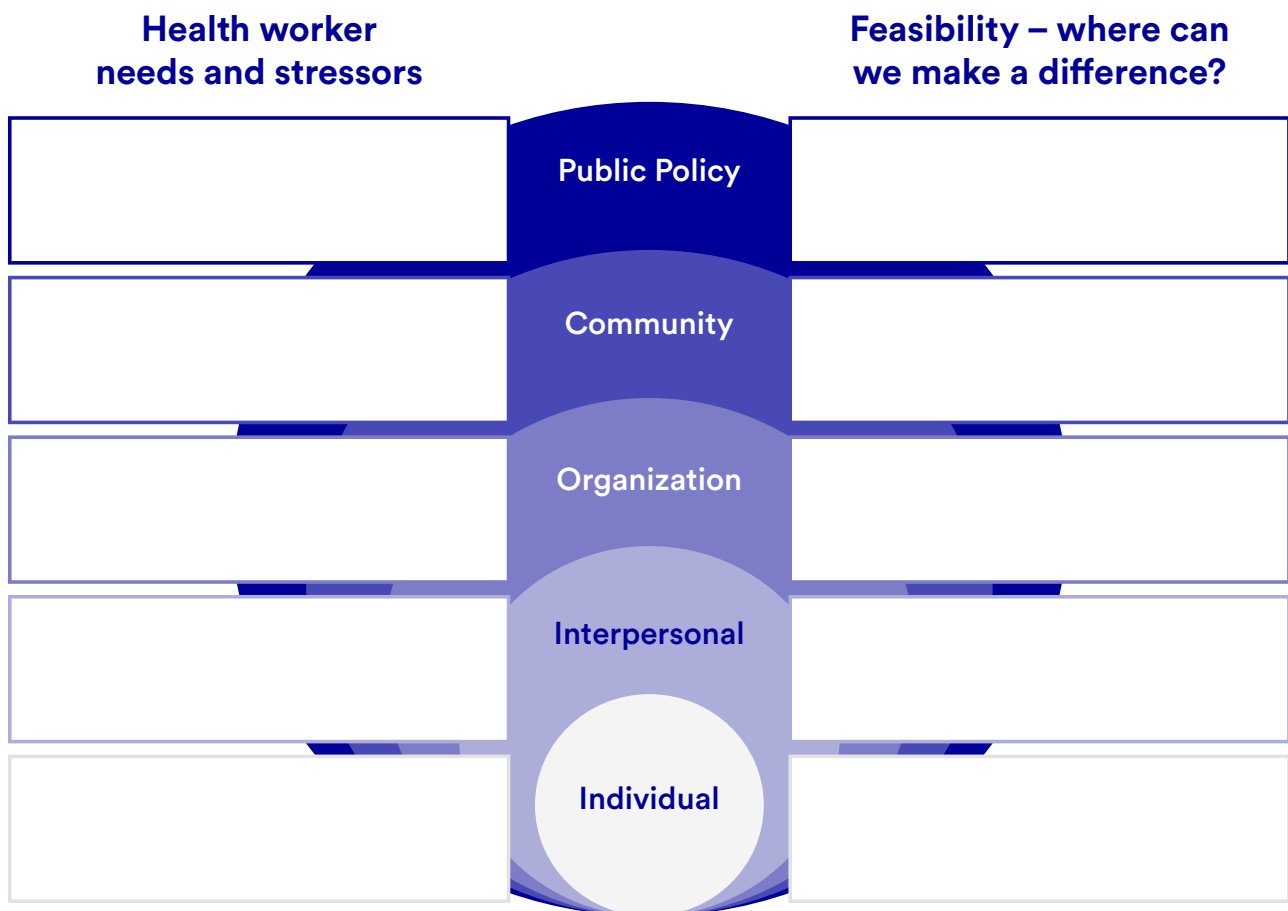 Health worker
needs and stressors
Feasibility – where can
we make a difference?
Public Policy
Community
Organization
Interpersonal
Individual